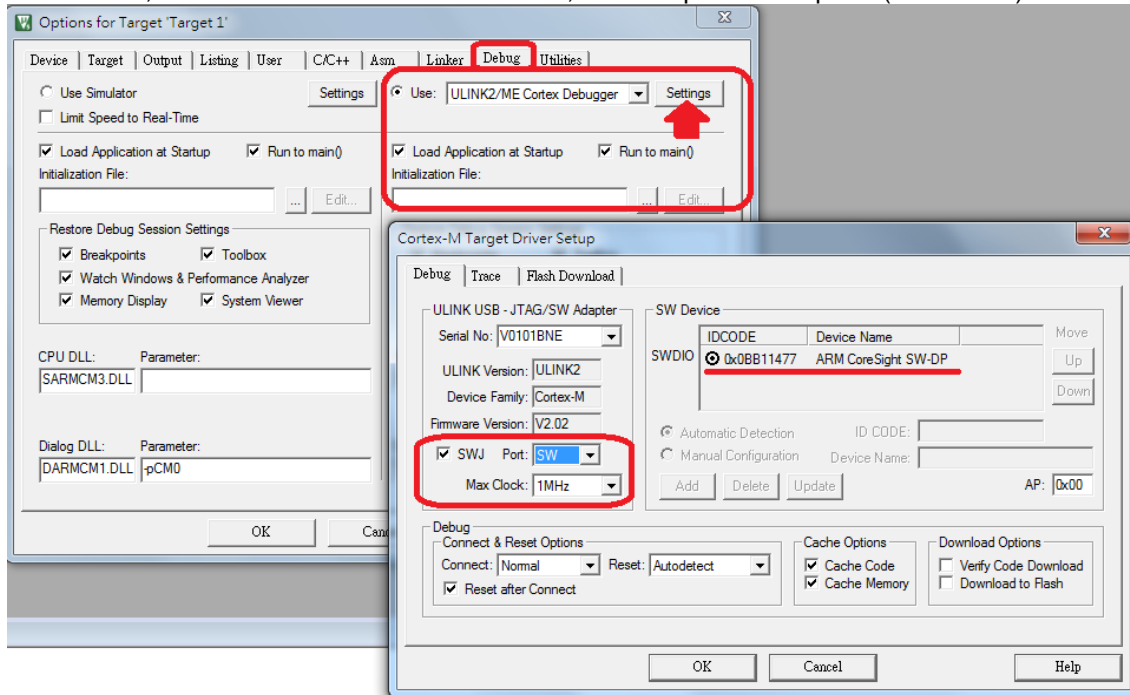 Options for Target 'Target 1'
Device Target Output Listing User C/C++ Asm Linker Debug Utilities
Use Simulator Settings
Limit Speed to Real-Time
Use: ULINK2/ME Cortex Debugger Settings
Load Application at Startup Run to main()
Initialization File:
... Edit...
Load Application at Startup Run to main()
Initialization File:
... Edit...
Restore Debug Session Settings
Breakpoints Toolbox
Watch Windows & Performance Analyzer
Memory Display System Viewer
CPU DLL: Parameter:
SARMCM3.DLL
Dialog DLL: Parameter:
DARMCM1.DLL -pCM0
OK
Cortex-M Target Driver Setup
Debug Trace Flash Download
ULINK USB - JTAG/SW Adapter
Serial No: V0101BNE
ULINK Version: ULINK2
Device Family: Cortex-M
Firmware Version: V2.02
SWJ Port: SW
Max Clock: 1MHz
SW Device
IDCODE Device Name Move
SWDIO 0x0BB11477 ARM CoreSight SW-DP Up
Down
Automatic Detection ID CODE:
Manual Configuration Device Name:
Add Delete Update AP: 0x00
Debug
Connect & Reset Options
Connect: Normal Reset: Autodetect
Reset after Connect
Cache Options
Cache Code
Cache Memory
Download Options
Verify Code Download
Download to Flash
OK Cancel Help